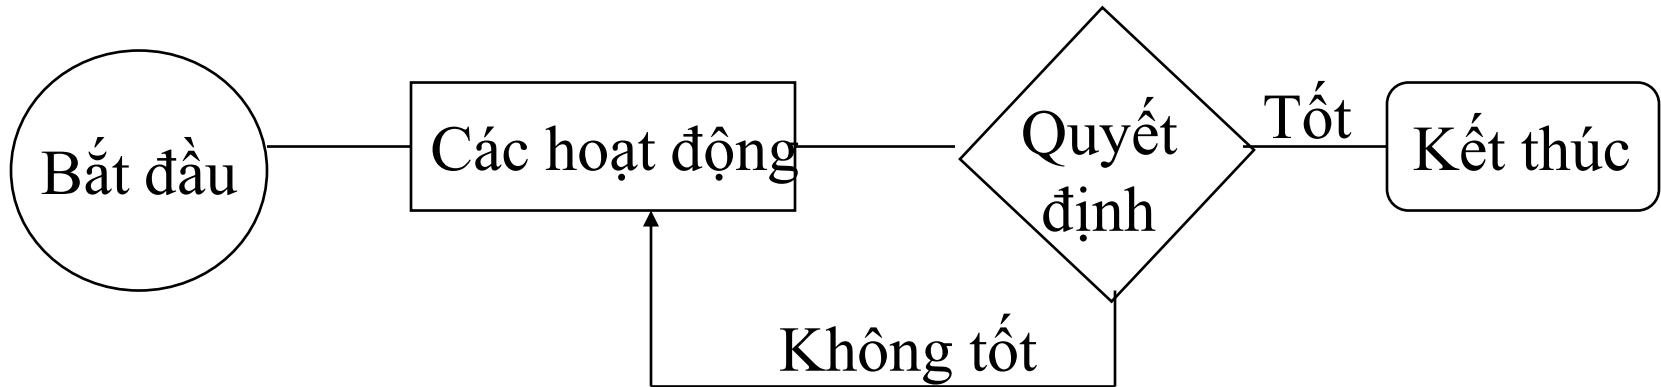 Bắt đầu
Các hoạt động
Quyết
định
Tốt
Kết thúc
Không tốt